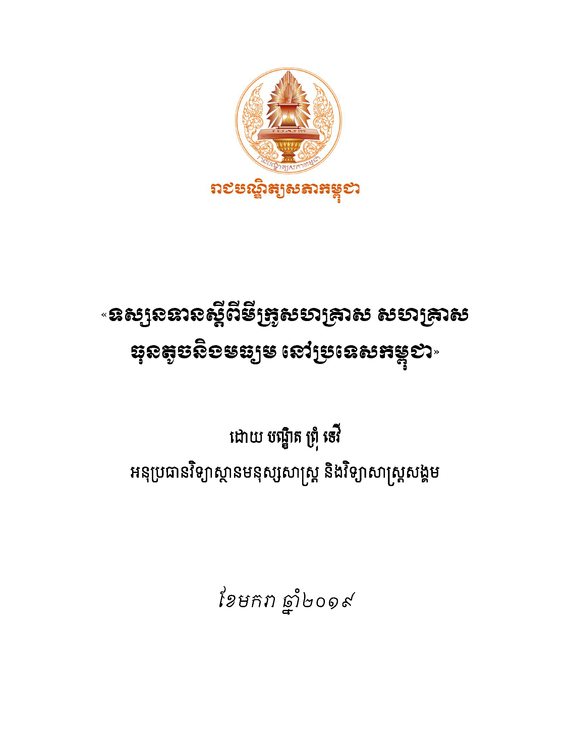 រាជបណ្ឌិត្យសភាកម្ពុជា
«ទស្សនទានស្តីពីមីក្រូសហគ្រាស សហគ្រាស
ធុនតូចនិងមធ្យម នៅប្រទេសកម្ពុជា»
ដោយ បណ្ឌិត ព្រុំ ទេវី
អនុប្រធានវិទ្យាស្ថានមនុស្សសាស្ត្រ និងវិទ្យាសាស្ត្រសង្គម
ខែមករា ឆ្នាំ២០១៩